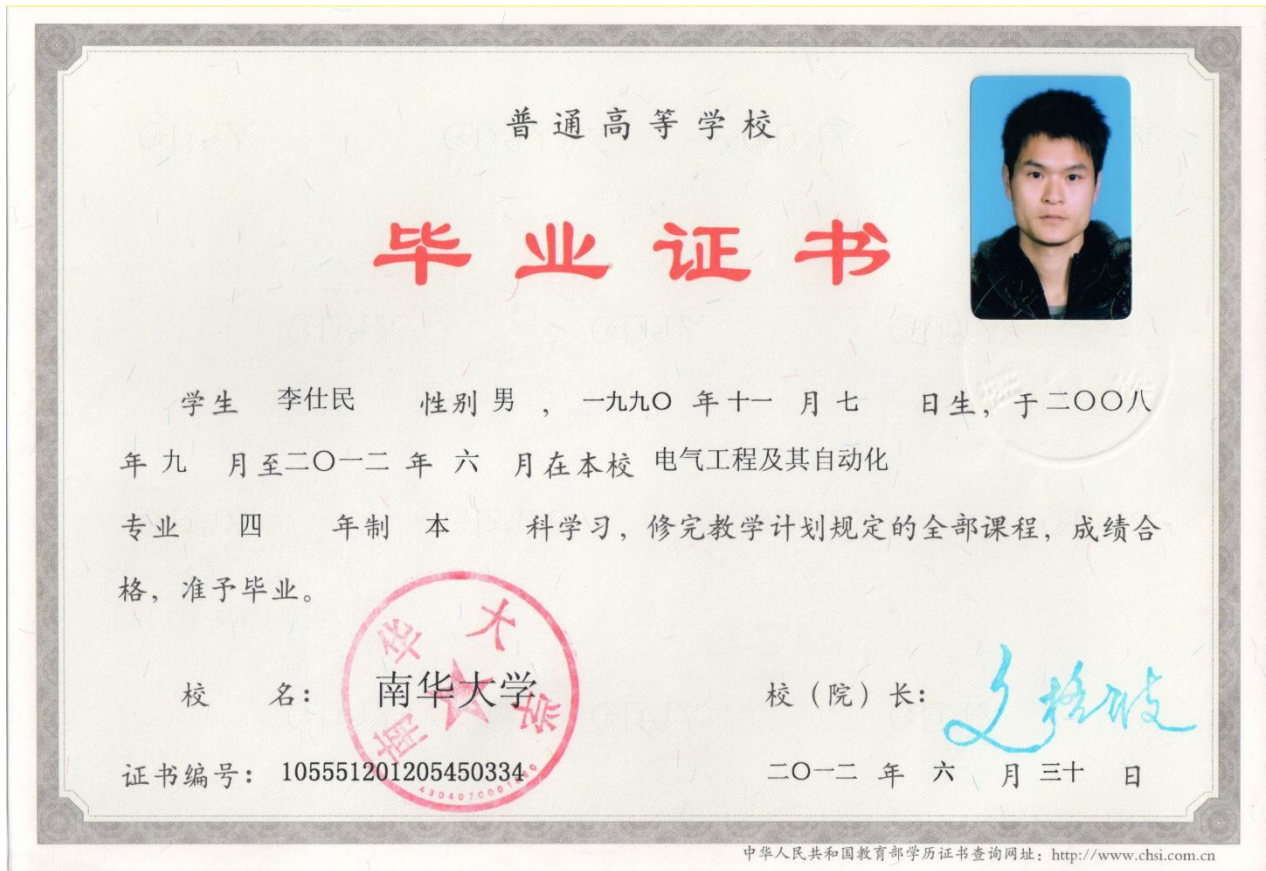 普通高等学校
毕业证书
学生 李仕民 性别 男 , 一九九〇 年 十一 月 七 日生, 于 二〇〇八
年 九 月至 二〇一二 年 六 月在本校 电气工程及其自动化
专业 四 年制 本 科学习, 修完教学计划规定的全部课程, 成绩合
格, 准予毕业。
南华大学
校 名: 南华大学 校(院)长:
证书编号: 105551201205450334 二〇一二 年 六 月 三十 日
中华人民共和国教育部学历证书查询网址: http://www.chsi.com.cn